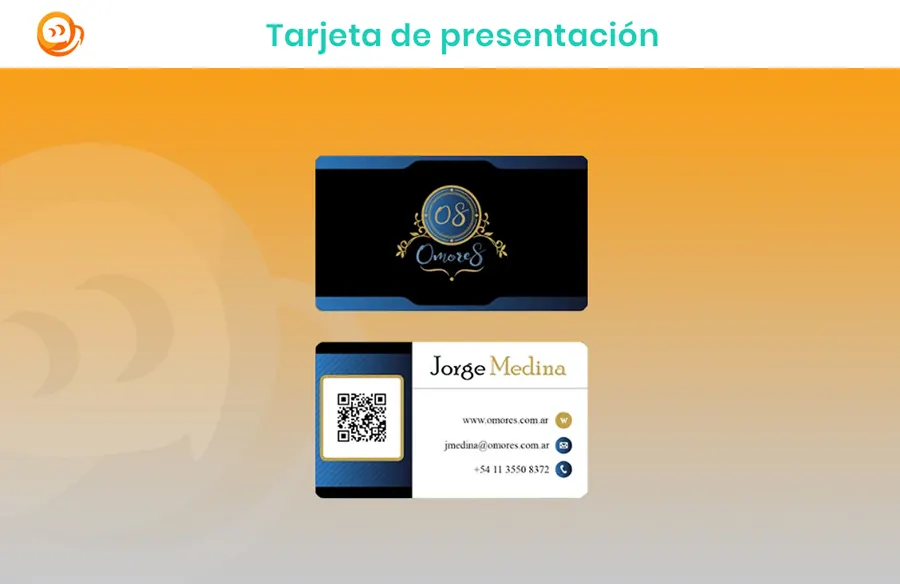 Tarjeta de presentación
OS
OmoreS
Jorge Medina
www.omores.com.ar
W
jmedina@omores.com.ar
+54 11 3550 8372